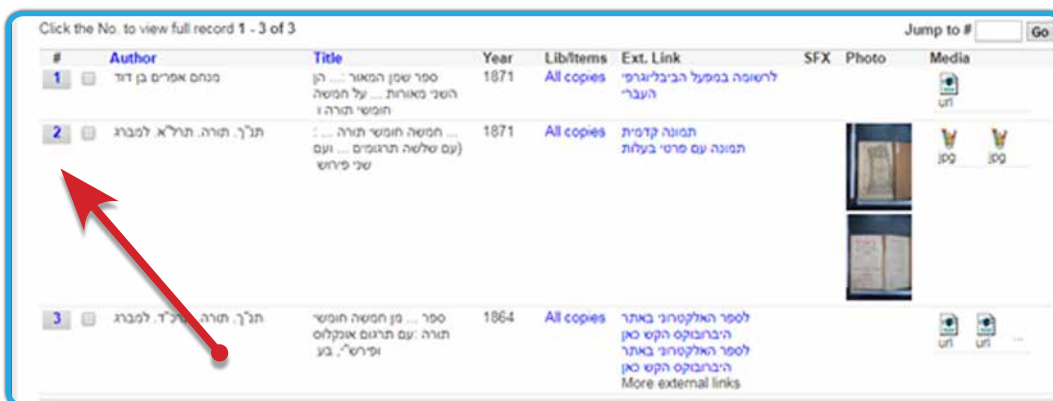 Click the No. to view full record 1 - 3 of 3
Jump to # Go
# Author Title Year Lib/Items Ext. Link SFX Photo Media
1 מנחם אפרים בן דוד ספר שמן המאור :... הן 1871 All copies לרשומה במפעל הביבליוגרפי
השני מאורות ... על חמשה העברי
חומשי תורה ו url
2 תנ"ך. תורה. תרל"א. למברג ... חמשה חומשי תורה ... : 1871 All copies תמונה קדמית
(עם שלשה תרגומים ... ועם תמונה עם פרטי בעלות
שני פירוש jpg jpg
3 תנ"ך. תורה. תרכ"ד. למברג ספר ... מן חמשה חומשי 1864 All copies לספר האלקטרוני באתר
תורה :עם תרגום אונקלוס היברובוקס הקש כאן
ופירש"י, בע לספר האלקטרוני באתר url url ...
היברובוקס הקש כאן
More external links